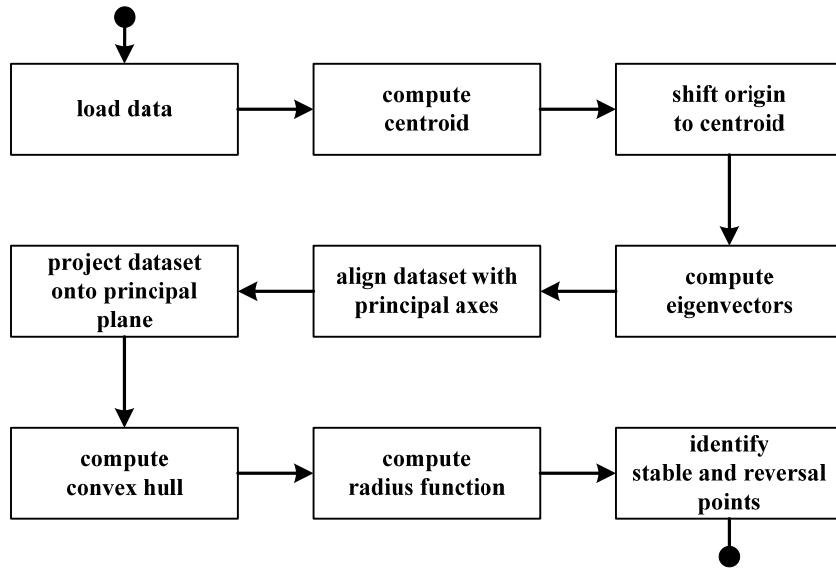 load data
compute
centroid
shift origin
to centroid
compute
eigenvectors
align dataset with
principal axes
project dataset
onto principal
plane
compute
convex hull
compute
radius function
identify
stable and reversal
points